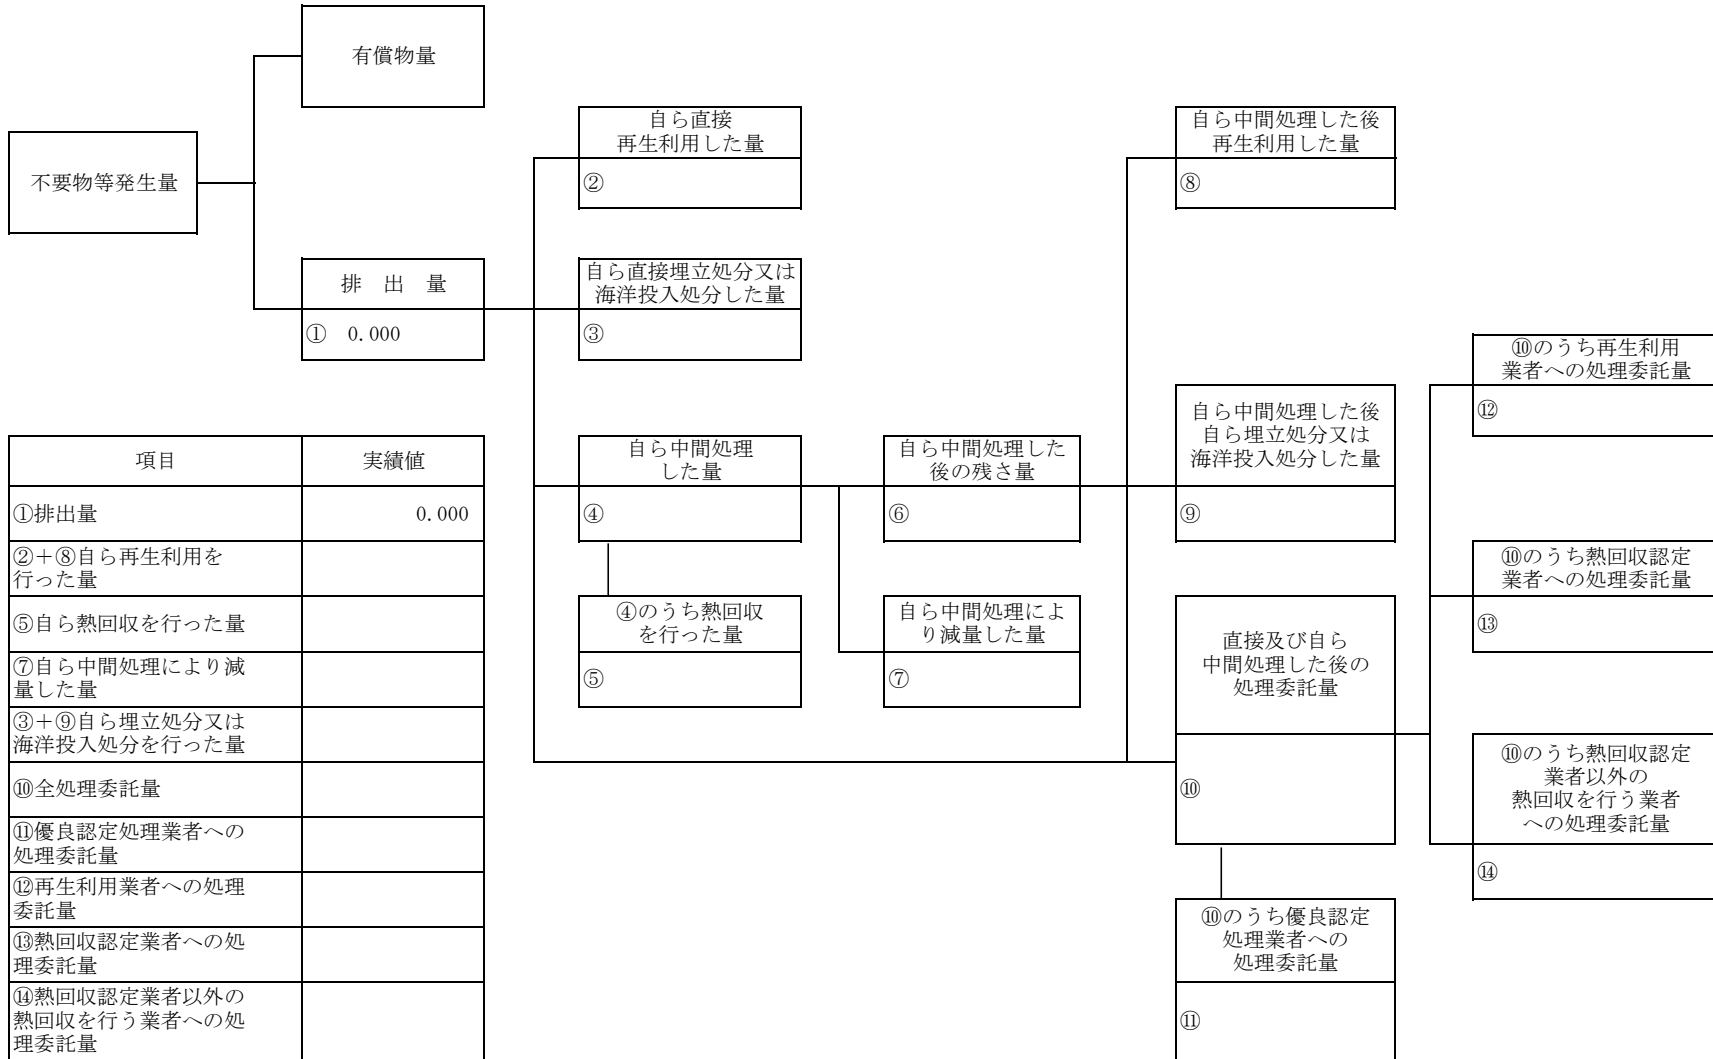 有償物量
不要物等発生量
排　出　量
① 0.000
自ら直接
再生利用した量
②
自ら直接埋立処分又は
海洋投入処分した量
③
自ら中間処理
した量
④
④のうち熱回収
を行った量
⑤
自ら中間処理した
後の残さ量
⑥
自ら中間処理によ
り減量した量
⑦
自ら中間処理した後
再生利用した量
⑧
自ら中間処理した後
自ら埋立処分又は
海洋投入処分した量
⑨
直接及び自ら
中間処理した後の
処理委託量
⑩
⑩のうち優良認定
処理業者への
処理委託量
⑪
⑩のうち再生利用
業者への処理委託量
⑫
⑩のうち熱回収認定
業者への処理委託量
⑬
⑩のうち熱回収認定
業者以外の
熱回収を行う業者
への処理委託量
⑭
項目 実績値
①排出量 0.000
②＋⑧自ら再生利用を
行った量
⑤自ら熱回収を行った量
⑦自ら中間処理により減
量した量
③＋⑨自ら埋立処分又は
海洋投入処分を行った量
⑩全処理委託量
⑪優良認定処理業者への
処理委託量
⑫再生利用業者への処理
委託量
⑬熱回収認定業者への処
理委託量
⑭熱回収認定業者以外の
熱回収を行う業者への処
理委託量